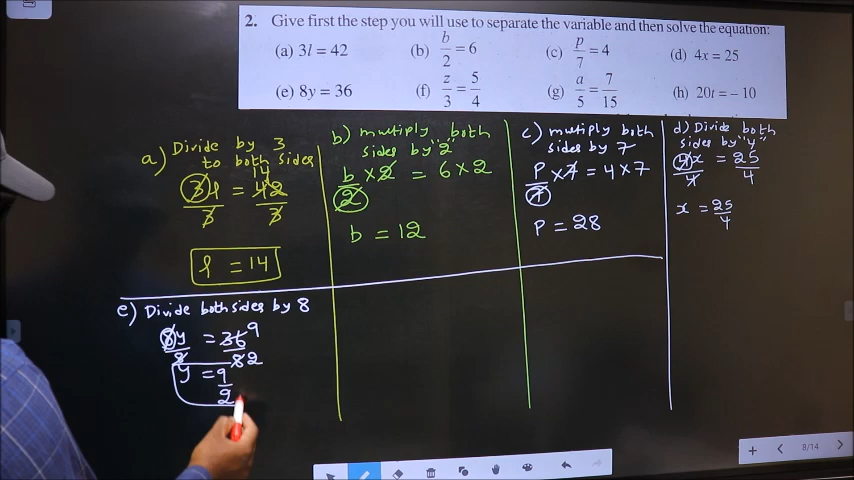 2. Give first the step you will use to separate the variable and then solve the equation:
(a) 3l = 42 (b) b/2 = 6 (c) p/7 = 4 (d) 4x = 25
(e) 8y = 36 (f) z/3 = 5/4 (g) a/5 = 7/15 (h) 20t = – 10
a) Divide by 3
to both sides
14
3l/3 = 42/3
l = 14
b) multiply both
sides by "2"
b/2 × 2 = 6 × 2
b = 12
c) multiply both
sides by 7
P/7 × 7 = 4 × 7
P = 28
d) Divide both
sides by "4"
4x/4 = 25/4
x = 25/4
e) Divide both sides by 8
8y/8 = 36/8 9 2
y = 9/2
8/14